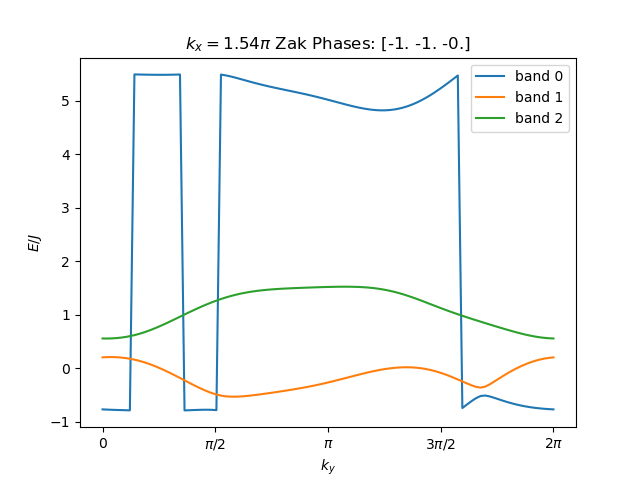 $k_x = 1.54\pi$ Zak Phases: [-1. -1. -0.]
band 0
band 1
band 2
5
4
3
2
1
0
−1
E/J
0
π/2
π
3π/2
2π
$k_y$